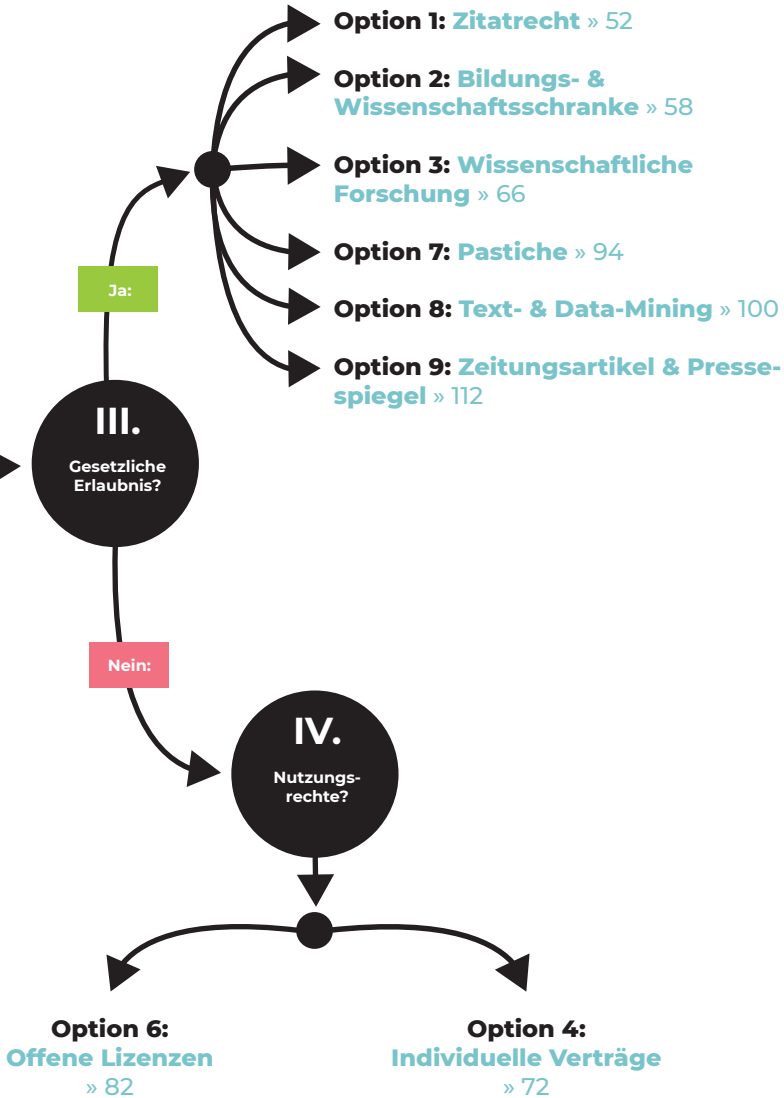 Option 1: Zitatrecht » 52
Option 2: Bildungs- &
Wissenschaftsschranke » 58
Option 3: Wissenschaftliche
Forschung » 66
Option 7: Pastiche » 94
Option 8: Text- & Data-Mining » 100
Option 9: Zeitungsartikel & Presse-
spiegel » 112
Ja:
III.
Gesetzliche
Erlaubnis?
Nein:
IV.
Nutzungs-
rechte?
Option 6:
Offene Lizenzen
» 82
Option 4:
Individuelle Verträge
» 72